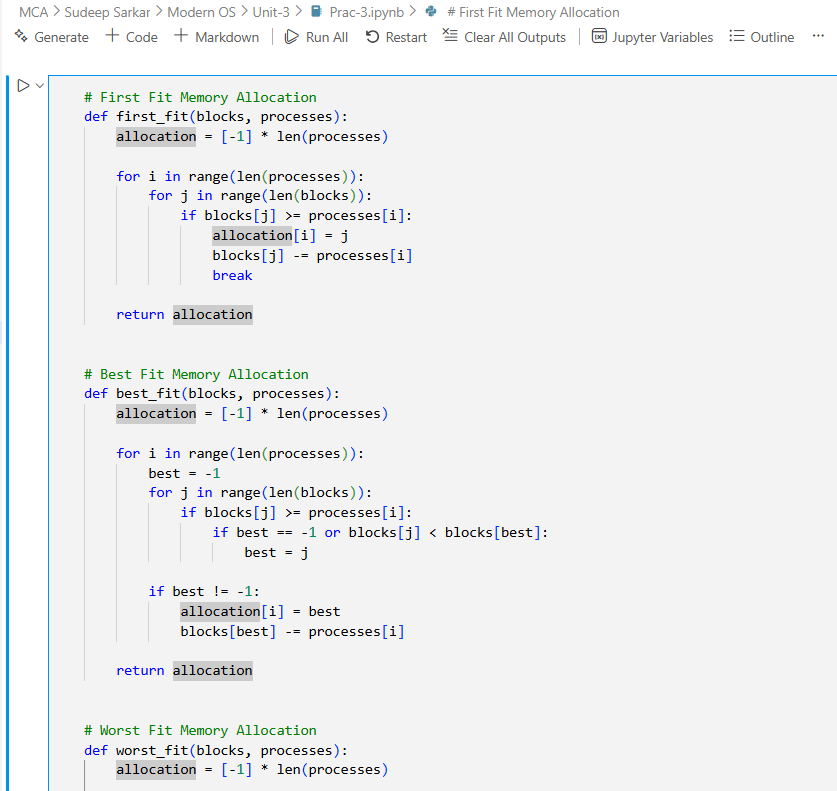 MCA > Sudeep Sarkar > Modern OS > Unit-3 > Prac-3.ipynb > # First Fit Memory Allocation
Generate + Code + Markdown | Run All Restart Clear All Outputs | Jupyter Variables Outline ...
# First Fit Memory Allocation
def first_fit(blocks, processes):
    allocation = [-1] * len(processes)

    for i in range(len(processes)):
        for j in range(len(blocks)):
            if blocks[j] >= processes[i]:
                allocation[i] = j
                blocks[j] -= processes[i]
                break

    return allocation


# Best Fit Memory Allocation
def best_fit(blocks, processes):
    allocation = [-1] * len(processes)

    for i in range(len(processes)):
        best = -1
        for j in range(len(blocks)):
            if blocks[j] >= processes[i]:
                if best == -1 or blocks[j] < blocks[best]:
                    best = j

        if best != -1:
            allocation[i] = best
            blocks[best] -= processes[i]

    return allocation


# Worst Fit Memory Allocation
def worst_fit(blocks, processes):
    allocation = [-1] * len(processes)